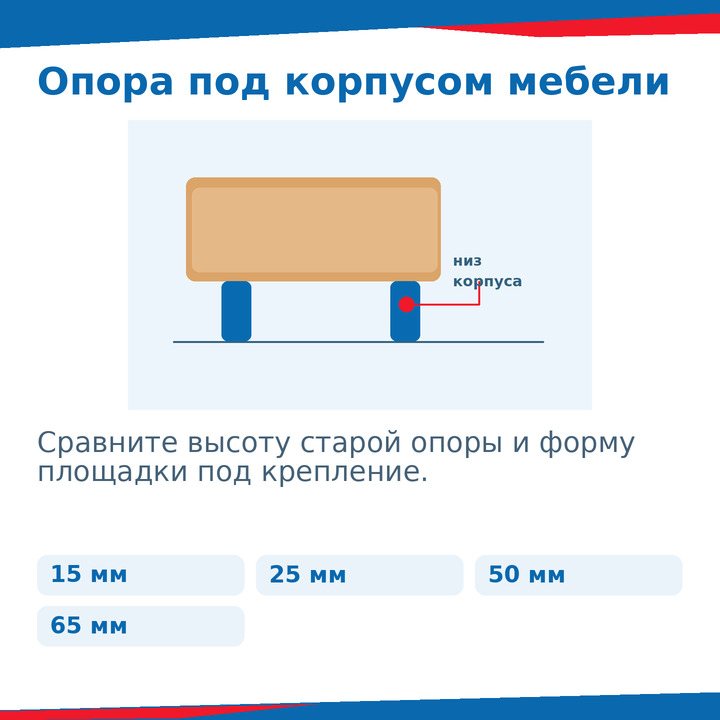 Опора под корпусом мебели
низ
корпуса
Сравните высоту старой опоры и форму
площадки под крепление.
15 мм
25 мм
50 мм
65 мм